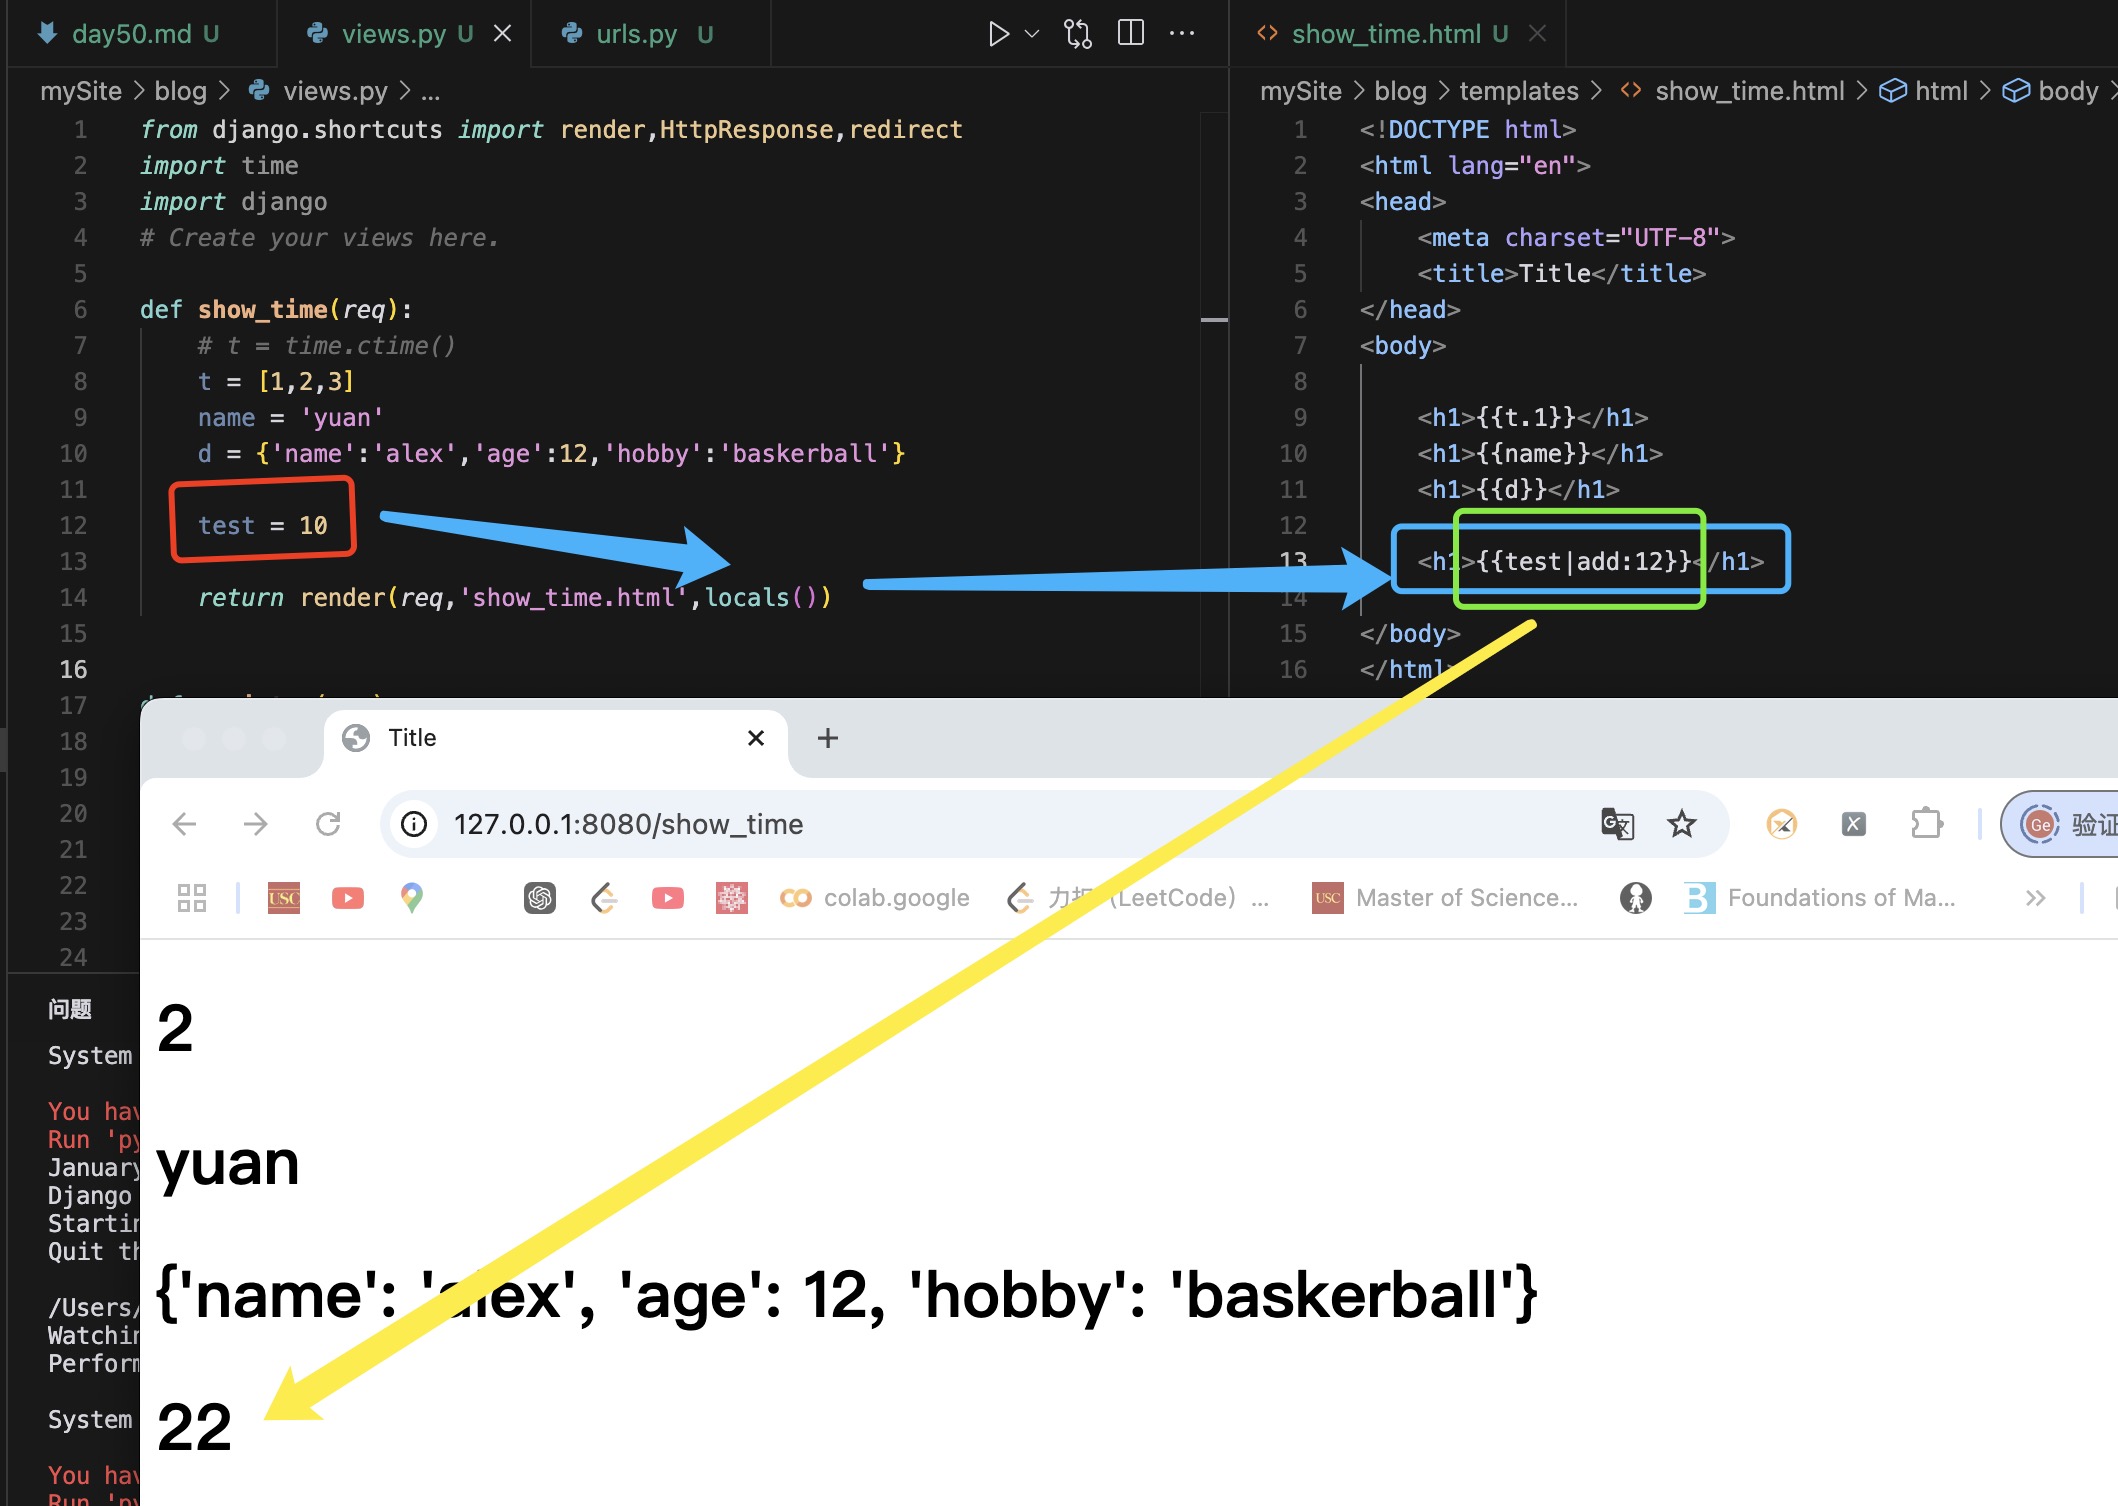 day50.md U
views.py U
urls.py U
show_time.html U
mySite > blog > views.py > ...
1 from django.shortcuts import render,HttpResponse,redirect
2 import time
3 import django
4 # Create your views here.
5
6 def show_time(req):
7 # t = time.ctime()
8 t = [1,2,3]
9 name = 'yuan'
10 d = {'name':'alex','age':12,'hobby':'baskerball'}
11
12 test = 10
13
14 return render(req,'show_time.html',locals())
15
16
17
18
19
20
21
22
23
24
mySite > blog > templates > show_time.html > html > body >
1 <!DOCTYPE html>
2 <html lang="en">
3 <head>
4 <meta charset="UTF-8">
5 <title>Title</title>
6 </head>
7 <body>
8
9 <h1>{{t.1}}</h1>
10 <h1>{{name}}</h1>
11 <h1>{{d}}</h1>
12
13 <h1>{{test|add:12}}</h1>
14
15 </body>
16 </html>
问题
System
You hav
Run 'py
January
Django
Startin
Quit th
/Users/
Watchin
Perform
System
You hav
Run 'py
Title
127.0.0.1:8080/show_time
Ge 验证
USC
colab.google
(LeetCode) ...
USC Master of Science...
B Foundations of Ma...
2
yuan
{'name': 'alex', 'age': 12, 'hobby': 'baskerball'}
22